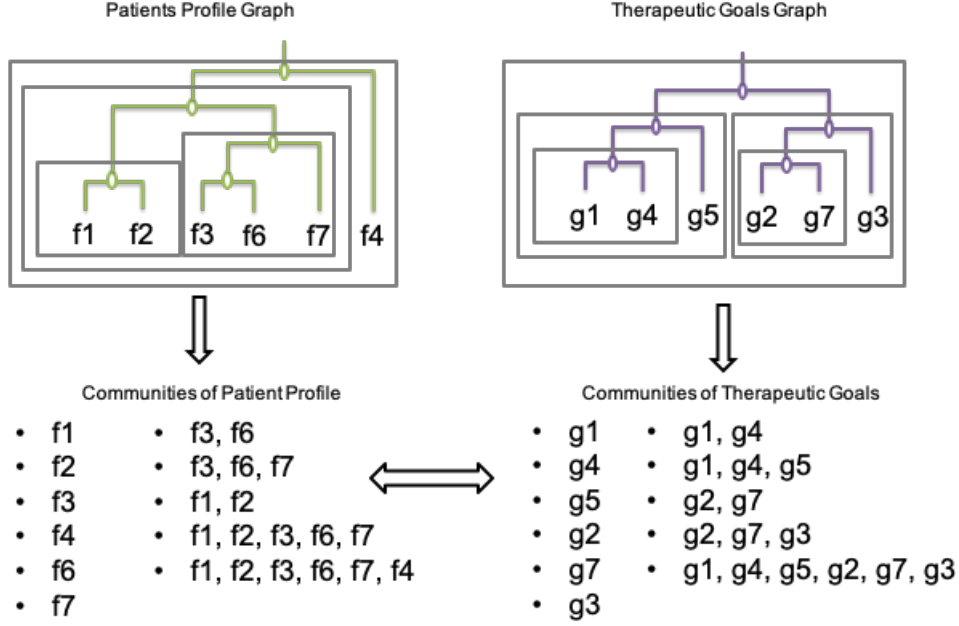 Patients Profile Graph
f1 f2 f3 f6 f7 f4
Therapeutic Goals Graph
g1 g4 g5 g2 g7 g3
Communities of Patient Profile
• f1
• f2
• f3
• f4
• f6
• f7
• f3, f6
• f3, f6, f7
• f1, f2
• f1, f2, f3, f6, f7
• f1, f2, f3, f6, f7, f4
Communities of Therapeutic Goals
• g1
• g4
• g5
• g2
• g7
• g3
• g1, g4
• g1, g4, g5
• g2, g7
• g2, g7, g3
• g1, g4, g5, g2, g7, g3